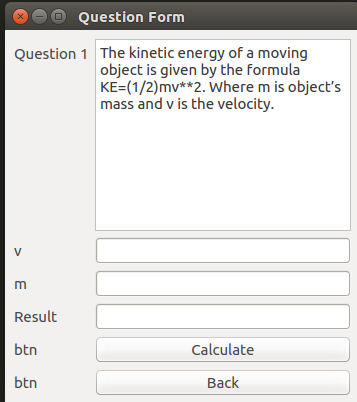 Question Form
Question 1
The kinetic energy of a moving
object is given by the formula
KE=(1/2)mv**2. Where m is object's
mass and v is the velocity.
v
m
Result
btn Calculate
btn Back